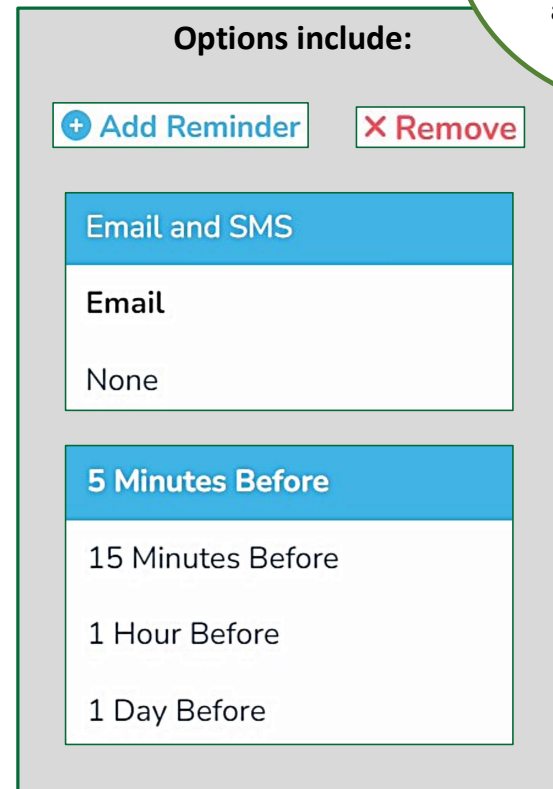 Options include:
Add Reminder
Remove
Email and SMS
Email
None
5 Minutes Before
15 Minutes Before
1 Hour Before
1 Day Before